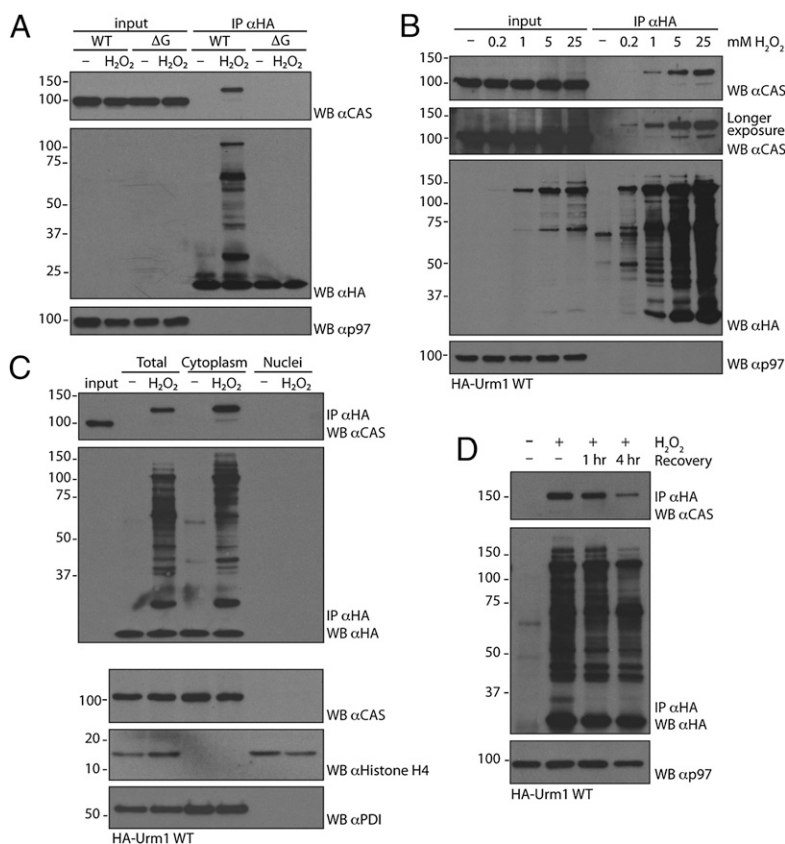 A
input IP αHA
WT ΔG WT ΔG
– H₂O₂ – H₂O₂ – H₂O₂ – H₂O₂
150
100
WB αCAS
100
75
50
37
25
WB αHA
100
WB αp97
B
input IP αHA
– 0.2 1 5 25 – 0.2 1 5 25 mM H₂O₂
150
100
WB αCAS
150
100
Longer
exposure
WB αCAS
150
100
75
50
37
WB αHA
100
WB αp97
HA-Urm1 WT
C
Total Cytoplasm Nuclei
input – H₂O₂ – H₂O₂ – H₂O₂
150
100
IP αHA
WB αCAS
150
100
75
50
37
IP αHA
WB αHA
100
WB αCAS
20
10
WB αHistone H4
50
WB αPDI
HA-Urm1 WT
D
– + + + H₂O₂
– – 1 hr 4 hr Recovery
150
IP αHA
WB αCAS
150
100
75
50
37
IP αHA
WB αHA
100
WB αp97
HA-Urm1 WT